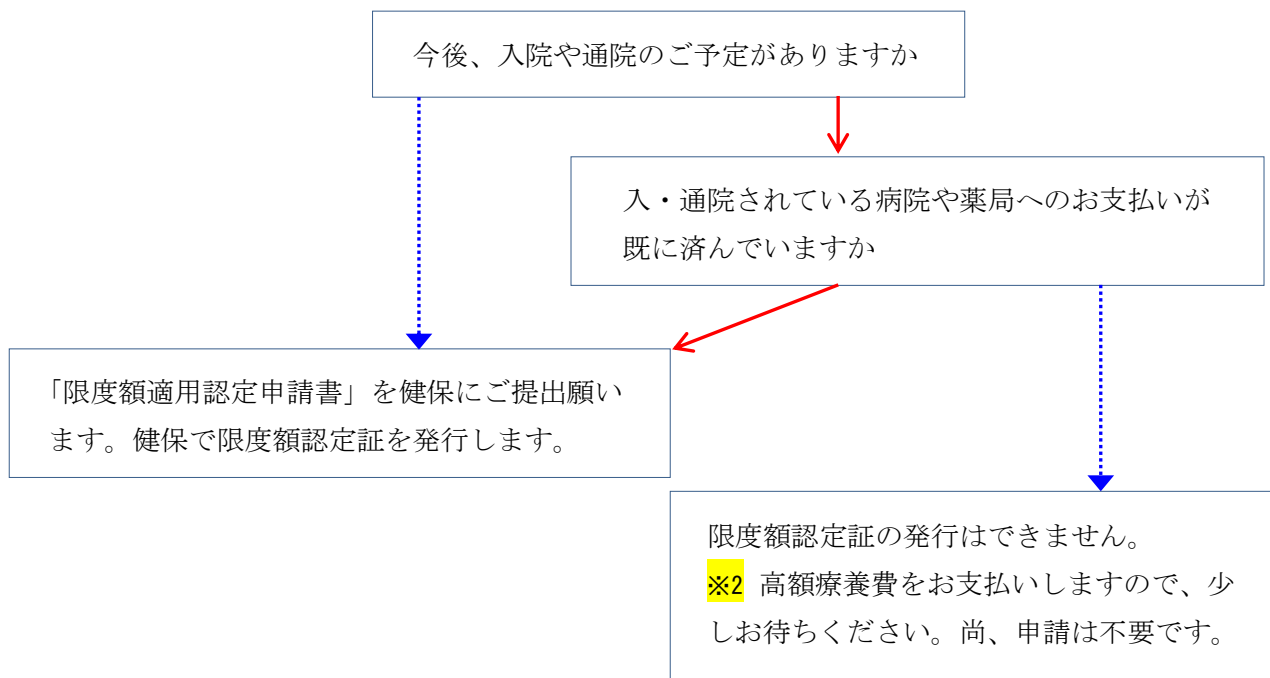 今後、入院や通院のご予定がありますか
入・通院されている病院や薬局へのお支払いが
既に済んでいますか
「限度額適用認定申請書」を健保にご提出願い
ます。健保で限度額認定証を発行します。
限度額認定証の発行はできません。
※2 高額療養費をお支払いしますので、少
しお待ちください。尚、申請は不要です。